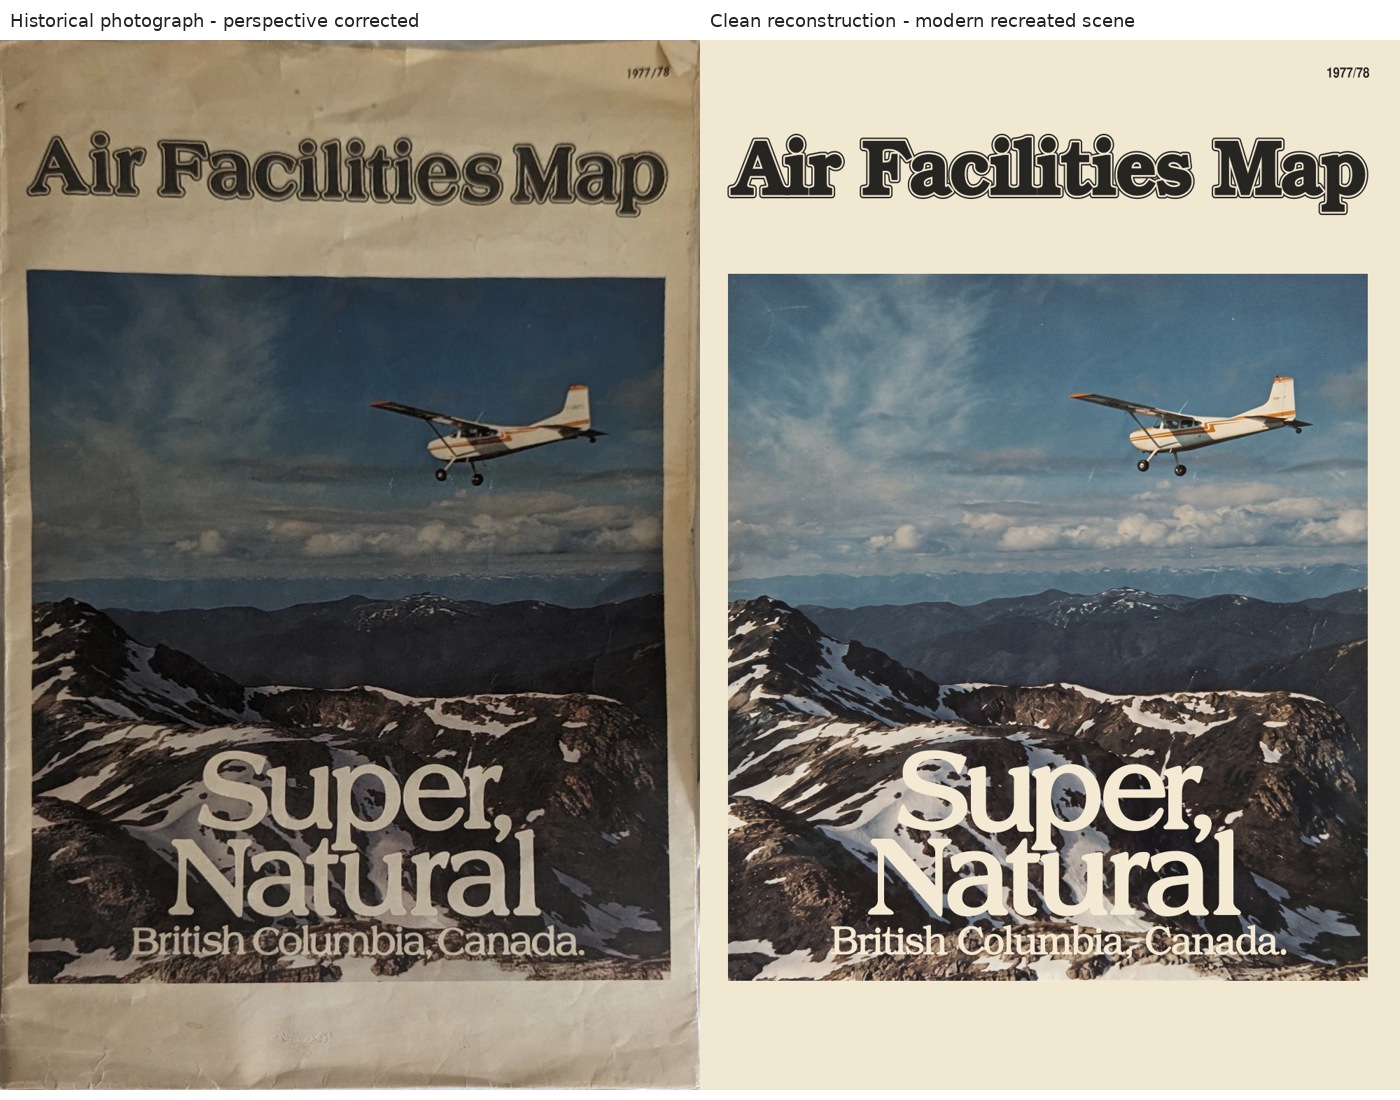 Historical photograph - perspective corrected
1977/78
Air Facilities Map
Super,
Natural
British Columbia, Canada.
Clean reconstruction - modern recreated scene
1977/78
Air Facilities Map
Super,
Natural
British Columbia, Canada.